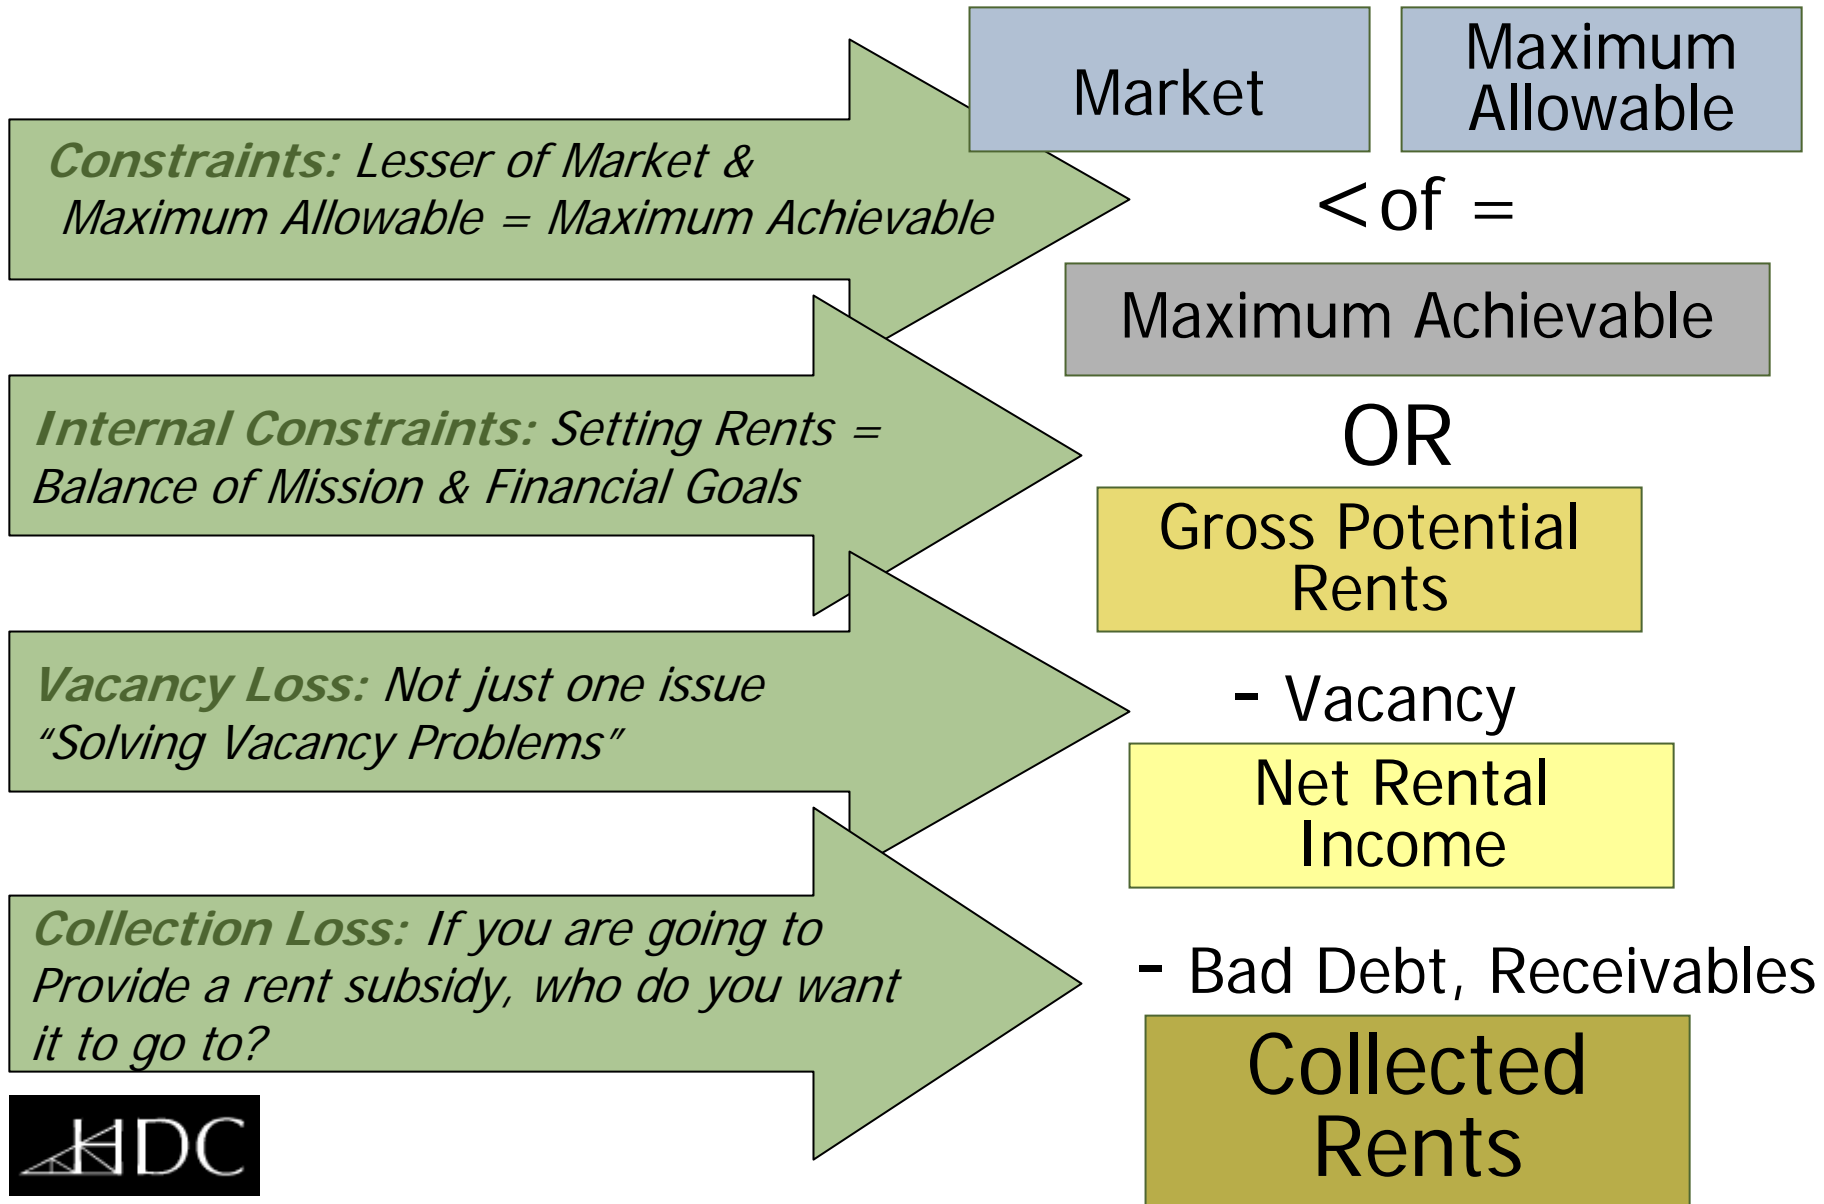 Market
Maximum
Allowable
Constraints: Lesser of Market &
Maximum Allowable = Maximum Achievable
< of =
Maximum Achievable
Internal Constraints: Setting Rents =
Balance of Mission & Financial Goals
OR
Gross Potential
Rents
Vacancy Loss: Not just one issue
“Solving Vacancy Problems”
- Vacancy
Net Rental
Income
Collection Loss: If you are going to
Provide a rent subsidy, who do you want
it to go to?
- Bad Debt, Receivables
Collected
Rents
HDC